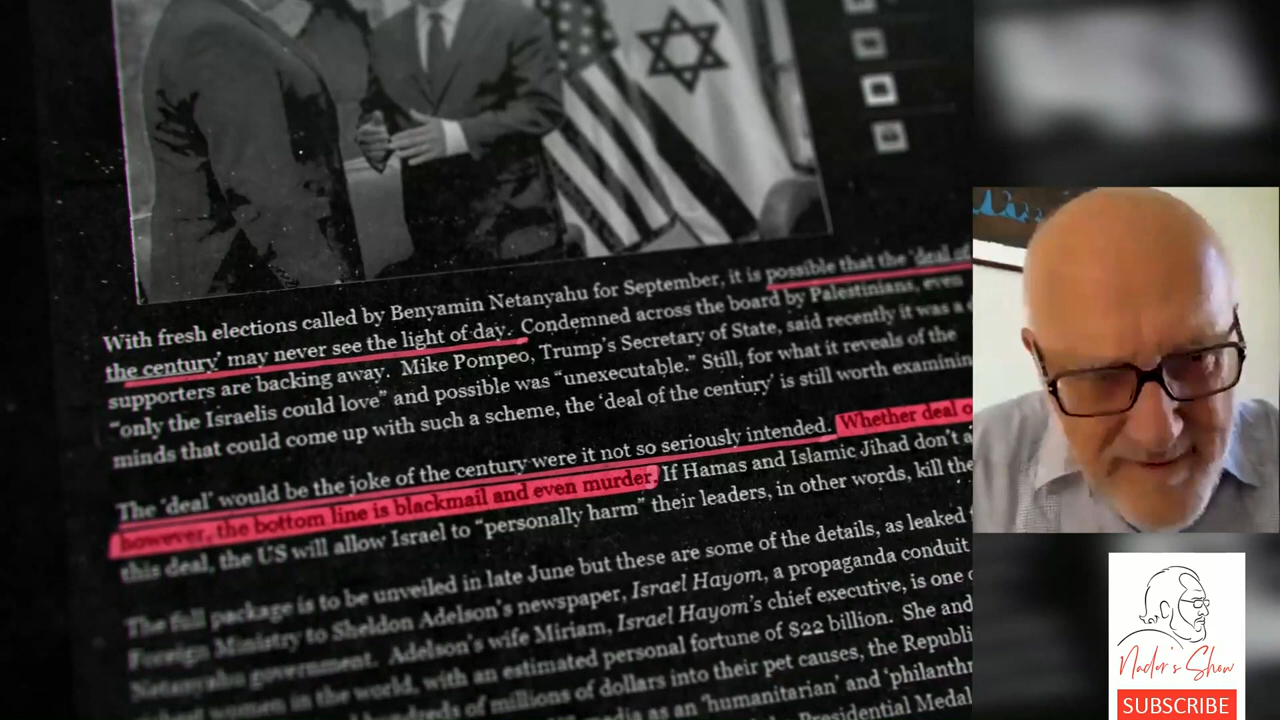 With fresh elections called by Benyamin Netanyahu for September, it is possible that the 'deal of
the century' may never see the light of day. Condemned across the board by Palestinians, even
supporters are backing away. Mike Pompeo, Trump's Secretary of State, said recently it was a
"only the Israelis could love" and possible was "unexecutable." Still, for what it reveals of the
minds that could come up with such a scheme, the 'deal of the century' is still worth examining
The 'deal' would be the joke of the century were it not so seriously intended. Whether deal
however, the bottom line is blackmail and even murder. If Hamas and Islamic Jihad don't
this deal, the US will allow Israel to "personally harm" their leaders, in other words, kill the
The full package is to be unveiled in late June but these are some of the details, as leaked
Foreign Ministry to Sheldon Adelson's newspaper, Israel Hayom, a propaganda conduit
Netanyahu government. Adelson's wife Miriam, Israel Hayom's chief executive, is one
women in the world, with an estimated personal fortune of $22 billion. She and
of millions of dollars into their pet causes, the Republi
as an 'humanitarian' and 'philanthr
Presidential Medal
Nader's Show
SUBSCRIBE